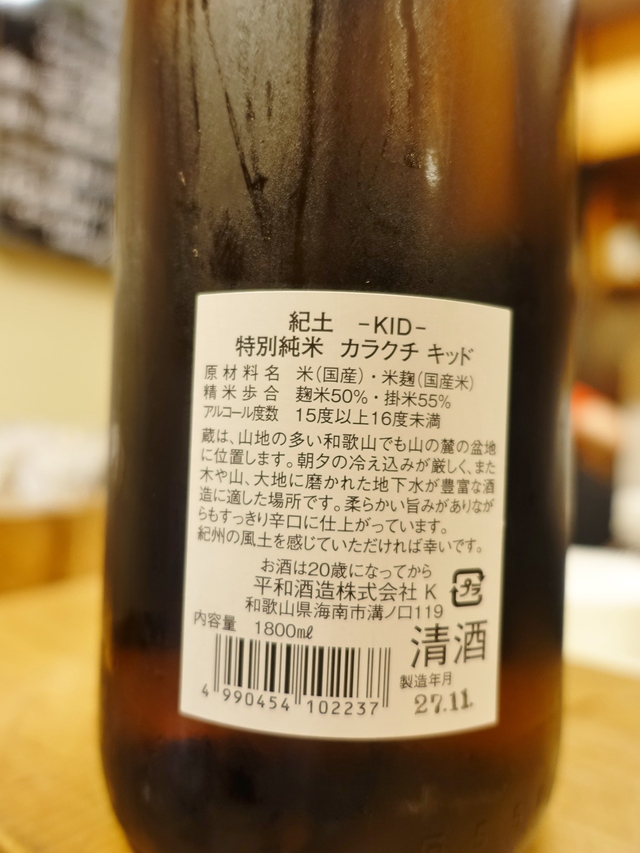 紀土 -KID-
特別純米 カラクチ キッド
原材料名 米(国産)・米麹(国産米)
精米歩合 麹米50%・掛米55%
アルコール度数 15度以上16度未満
蔵は、山地の多い和歌山でも山の麓の盆地
に位置します。朝夕の冷え込みが厳しく、また
木や山、大地に磨かれた地下水が豊富な酒
造に適した場所です。柔らかい旨みがありなが
らもすっきり辛口に仕上がっています。
紀州の風土を感じていただければ幸いです。
お酒は20歳になってから
平和酒造株式会社 K プラ
和歌山県海南市溝ノ口119
内容量 1800ml
清酒
製造年月
27.11.
4 990454 102237